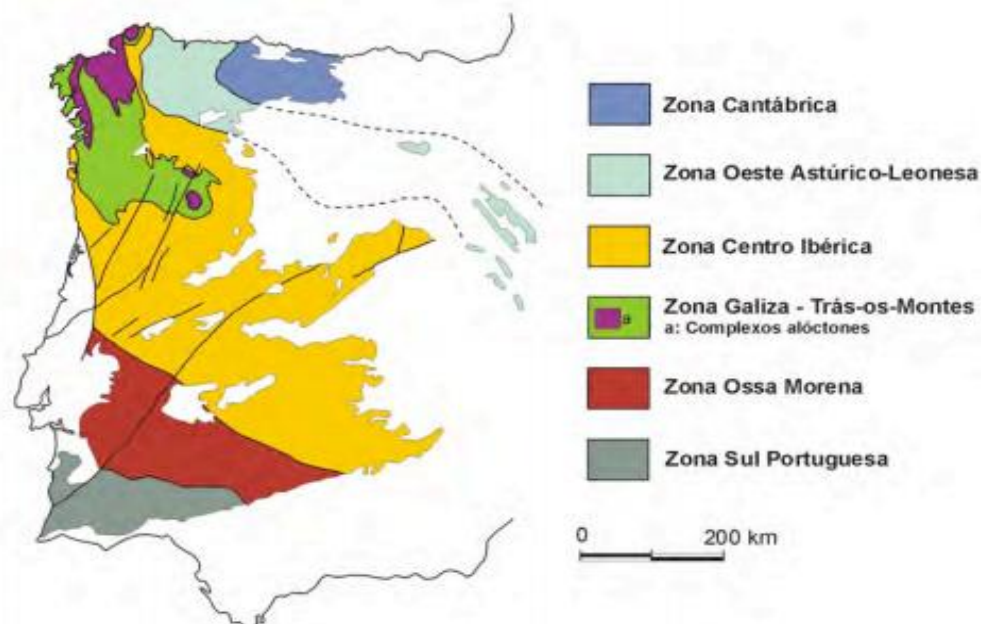 Zona Cantábrica
Zona Oeste Astúrico-Leonesa
Zona Centro Ibérica
a
Zona Galiza - Trás-os-Montes
a: Complexos alóctones
Zona Ossa Morena
Zona Sul Portuguesa
0 200 km